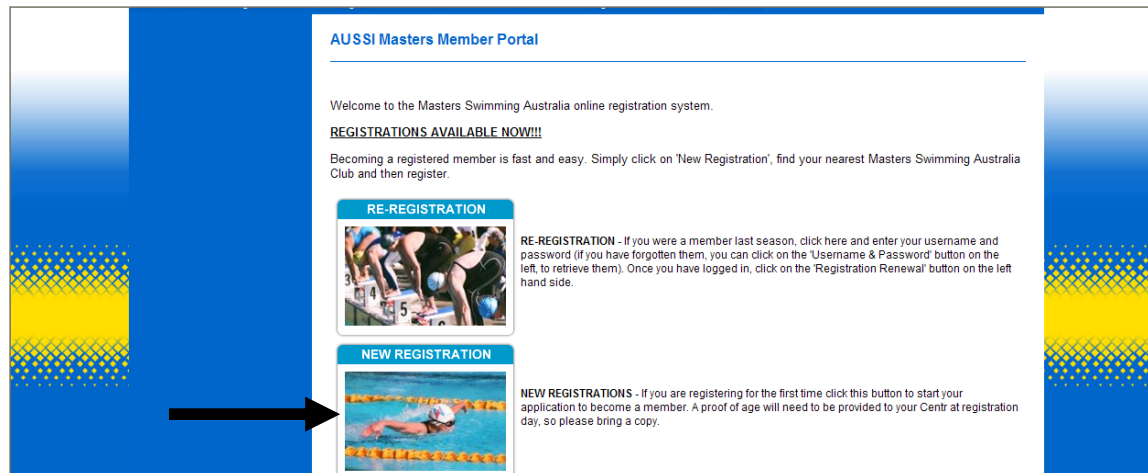 AUSSI Masters Member Portal
Welcome to the Masters Swimming Australia online registration system.
REGISTRATIONS AVAILABLE NOW!!!
Becoming a registered member is fast and easy. Simply click on 'New Registration', find your nearest Masters Swimming Australia
Club and then register.
RE-REGISTRATION
3 4 5 6
RE-REGISTRATION - If you were a member last season, click here and enter your username and
password (if you have forgotten them, you can click on the 'Username & Password' button on the
left, to retrieve them). Once you have logged in, click on the 'Registration Renewal' button on the left
hand side.
NEW REGISTRATION
NEW REGISTRATIONS - If you are registering for the first time click this button to start your
application to become a member. A proof of age will need to be provided to your Centr at registration
day, so please bring a copy.